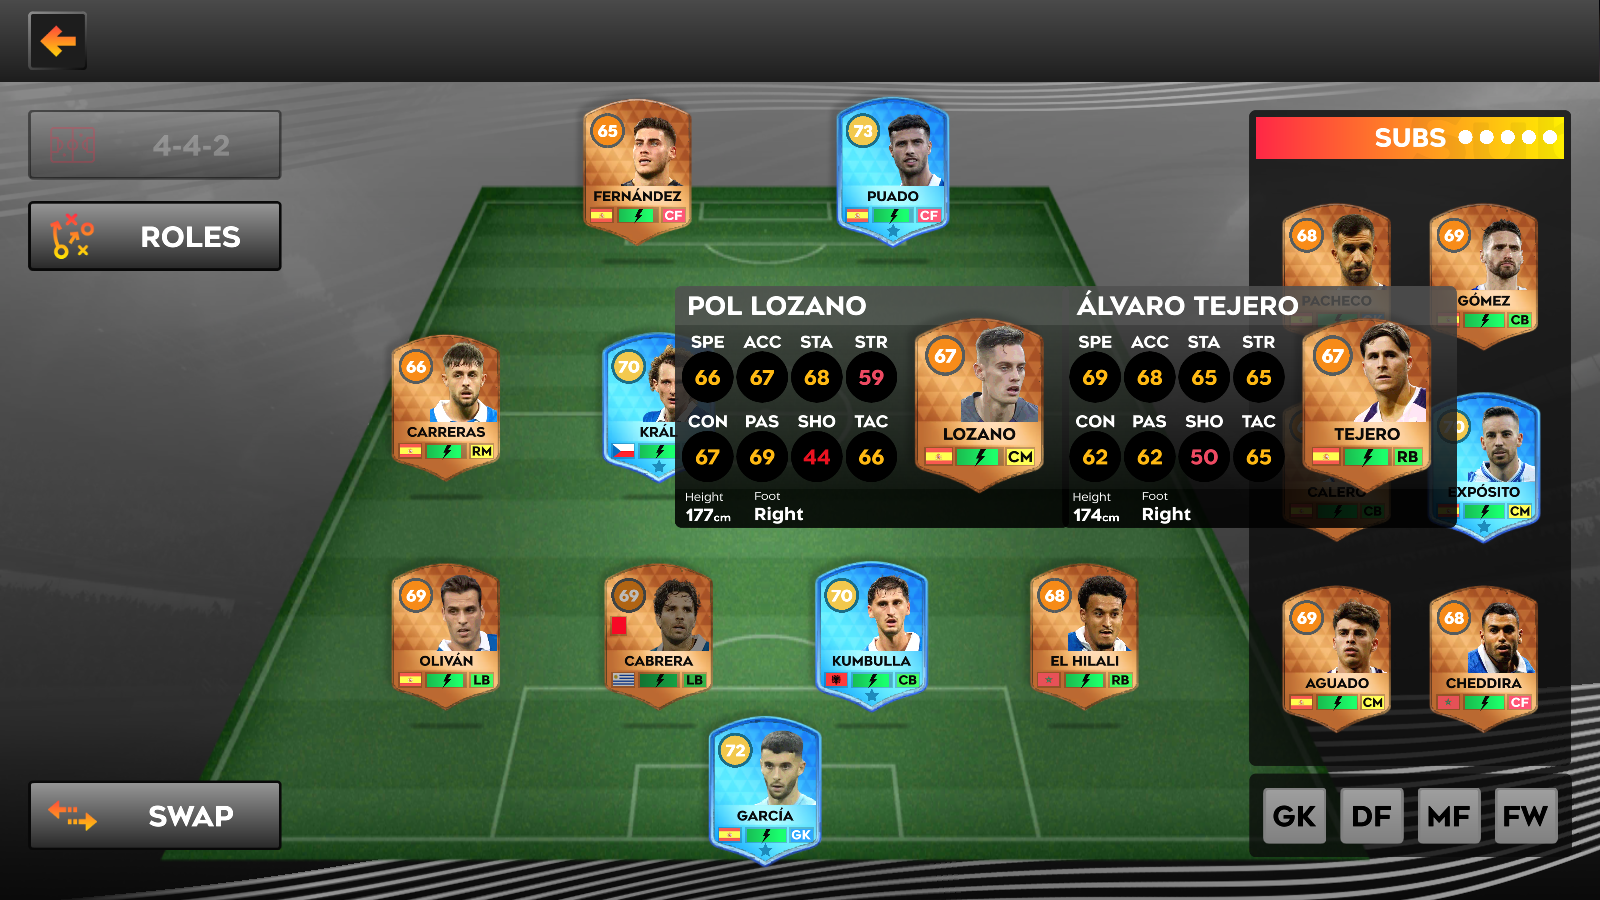 4-4-2
ROLES
SWAP
65
FERNÁNDEZ
CF
73
PUADO
CF
66
CARRERAS
RM
70
KRÁL
POL LOZANO
SPE ACC STA STR
66 67 68 59
CON PAS SHO TAC
67 69 44 66
Height Foot
177cm Right
67
LOZANO
CM
ÁLVARO TEJERO
SPE ACC STA STR
69 68 65 65
CON PAS SHO TAC
62 62 50 65
Height Foot
174cm Right
67
TEJERO
RB
69
OLIVÁN
LB
69
CABRERA
LB
70
KUMBULLA
CB
68
EL HILALI
RB
72
GARCÍA
GK
SUBS
68
PACHECO
69
GÓMEZ
CB
CALERO
CB
70
EXPÓSITO
CM
69
AGUADO
CM
68
CHEDDIRA
CF
GK DF MF FW